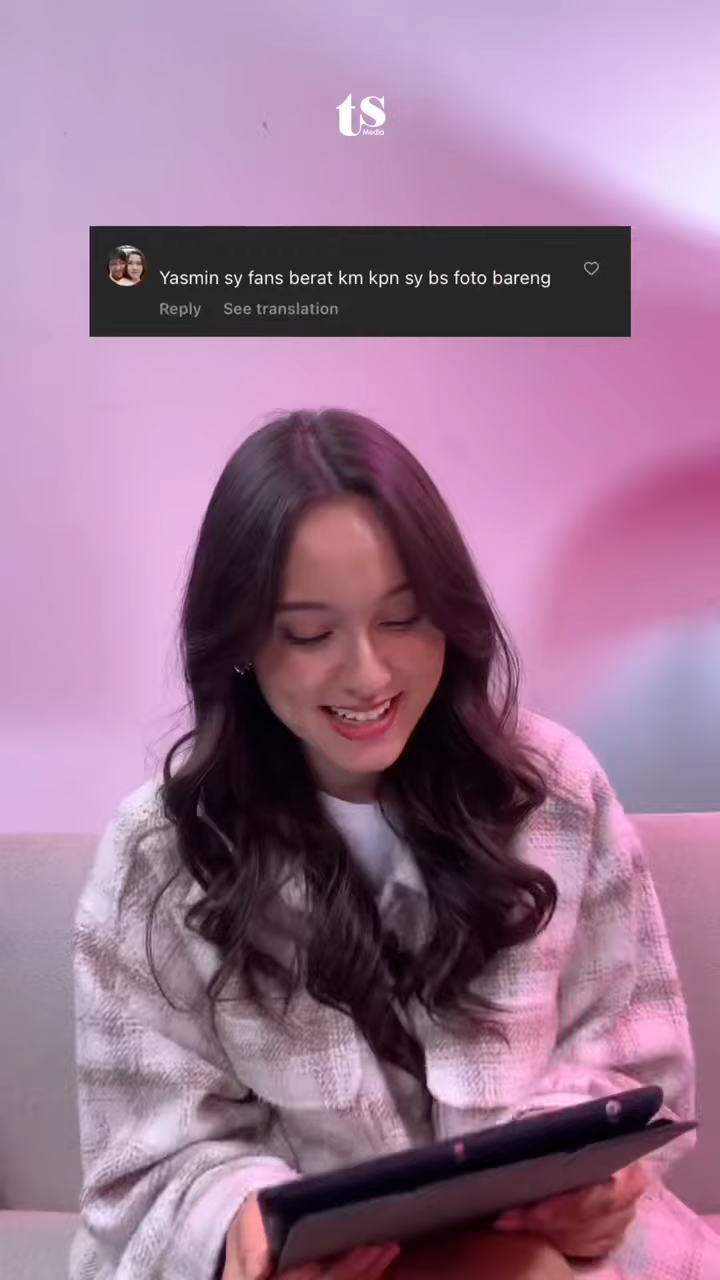 ts
Media
Yasmin sy fans berat km kpn sy bs foto bareng
Reply See translation